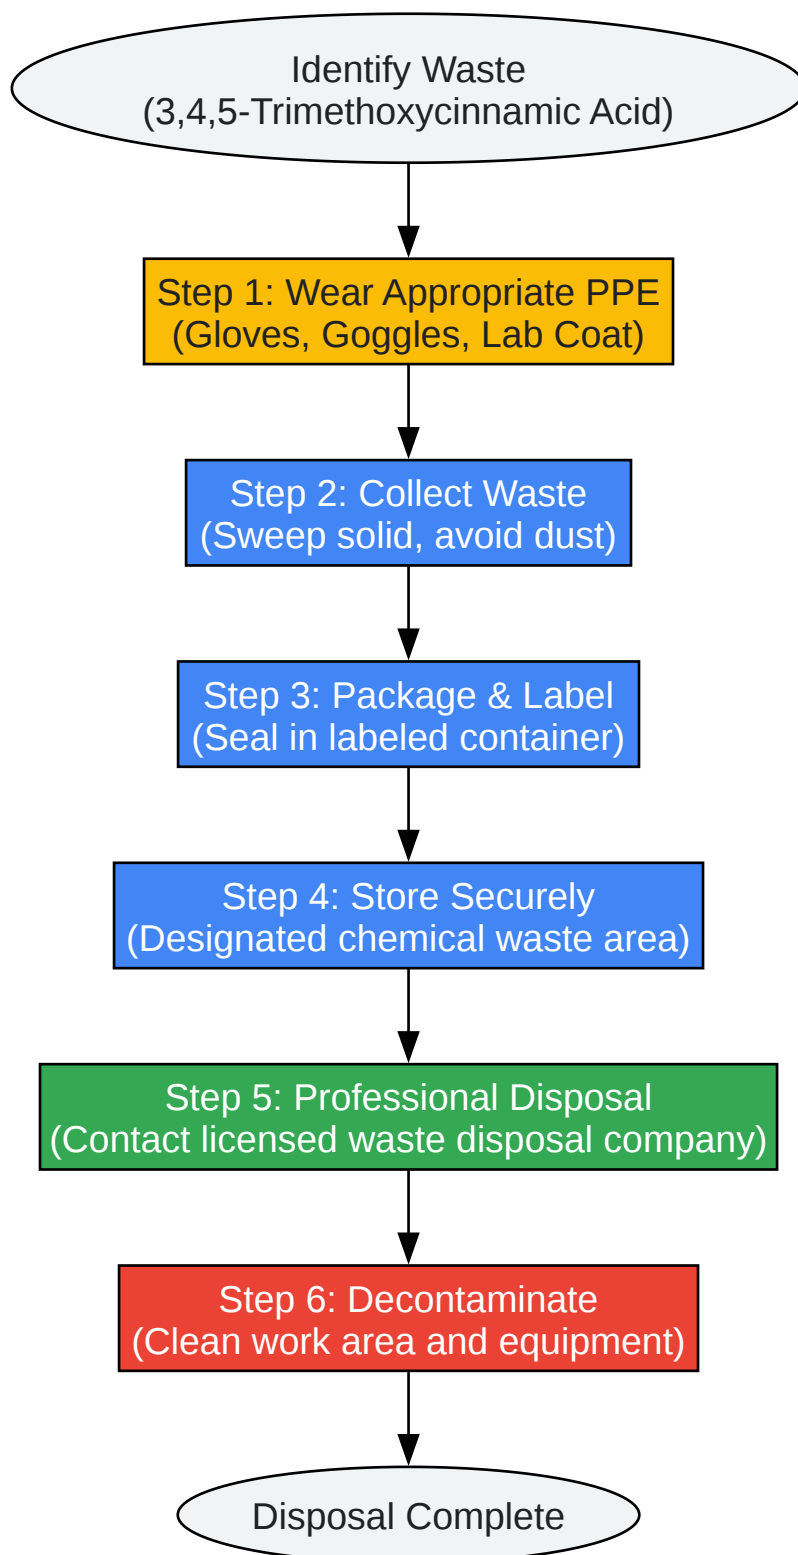 Identify Waste
(3,4,5-Trimethoxycinnamic Acid)
Step 1: Wear Appropriate PPE
(Gloves, Goggles, Lab Coat)
Step 2: Collect Waste
(Sweep solid, avoid dust)
Step 3: Package & Label
(Seal in labeled container)
Step 4: Store Securely
(Designated chemical waste area)
Step 5: Professional Disposal
(Contact licensed waste disposal company)
Step 6: Decontaminate
(Clean work area and equipment)
Disposal Complete